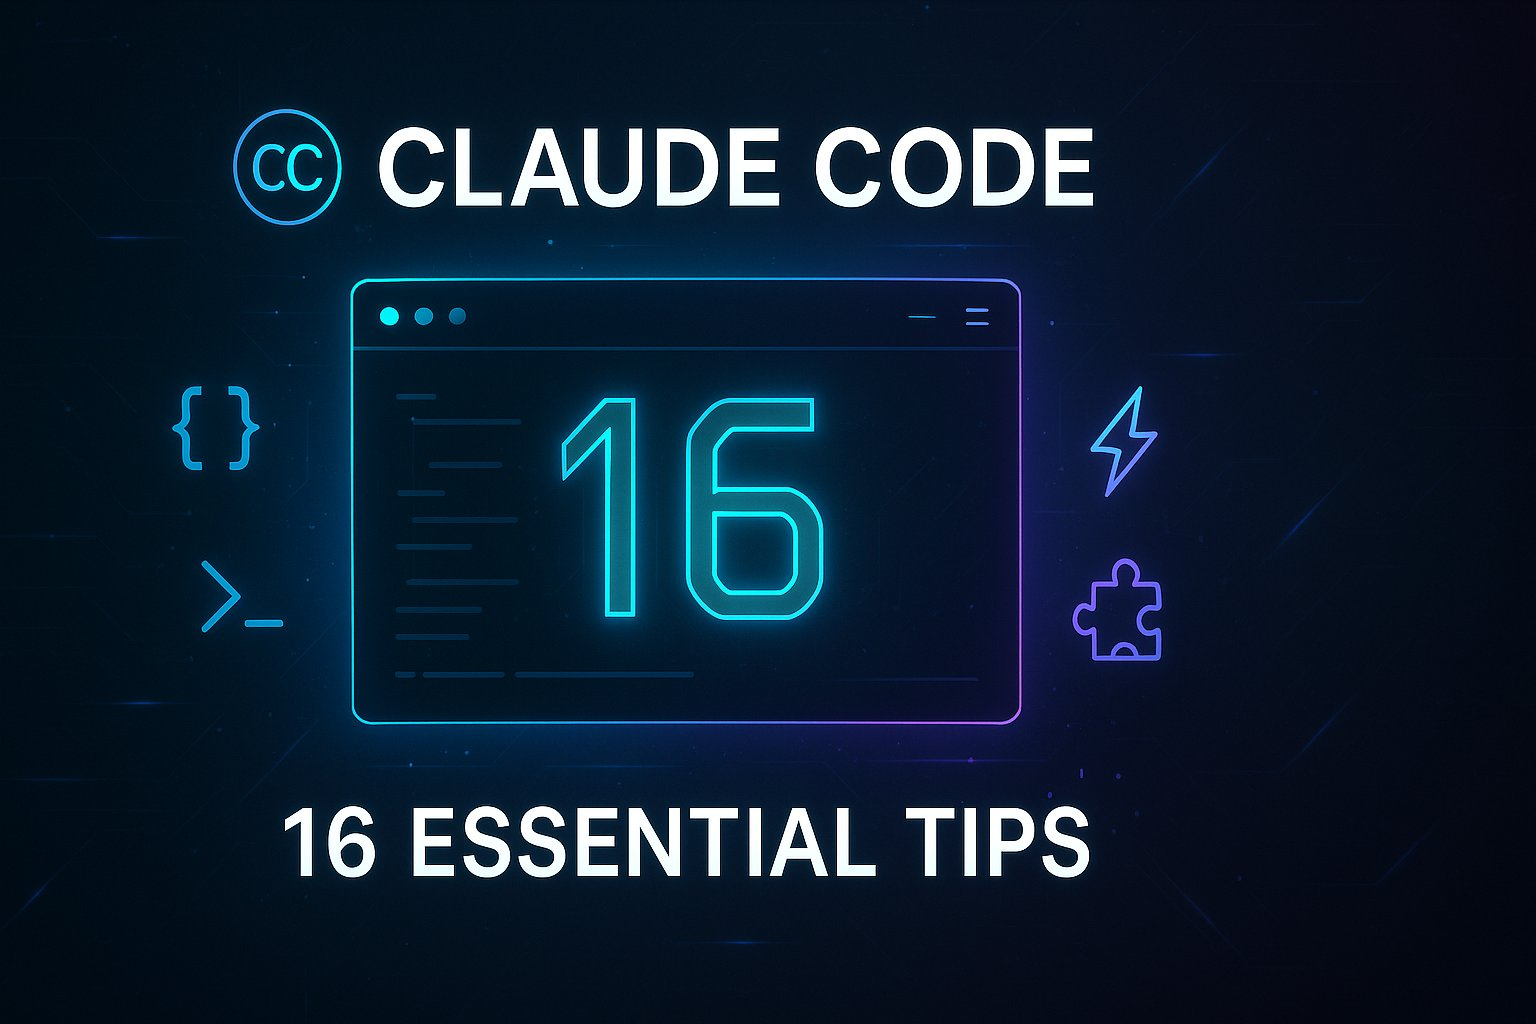 CC CLAUDE CODE
{ }
16
>_
16 ESSENTIAL TIPS